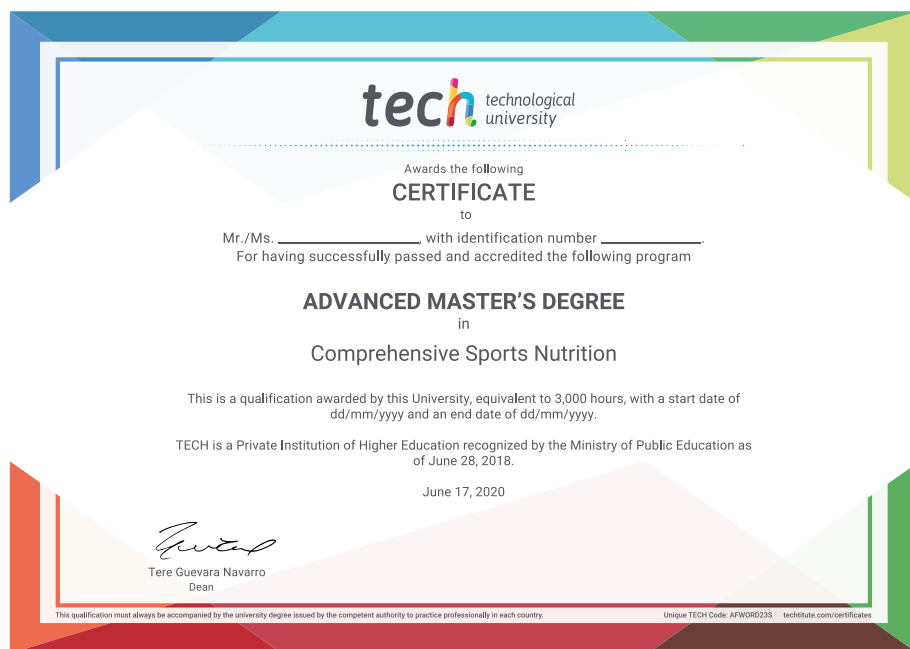 tech technological
university
Awards the following
CERTIFICATE
to
Mr./Ms. ____________________, with identification number ______________.
For having successfully passed and accredited the following program
ADVANCED MASTER’S DEGREE
in
Comprehensive Sports Nutrition
This is a qualification awarded by this University, equivalent to 3,000 hours, with a start date of
dd/mm/yyyy and an end date of dd/mm/yyyy.
TECH is a Private Institution of Higher Education recognized by the Ministry of Public Education as
of June 28, 2018.
June 17, 2020
Tere Guevara Navarro
Dean
This qualification must always be accompanied by the university degree issued by the competent authority to practice professionally in each country. Unique TECH Code: AFWORD23S techtitute.com/certificates